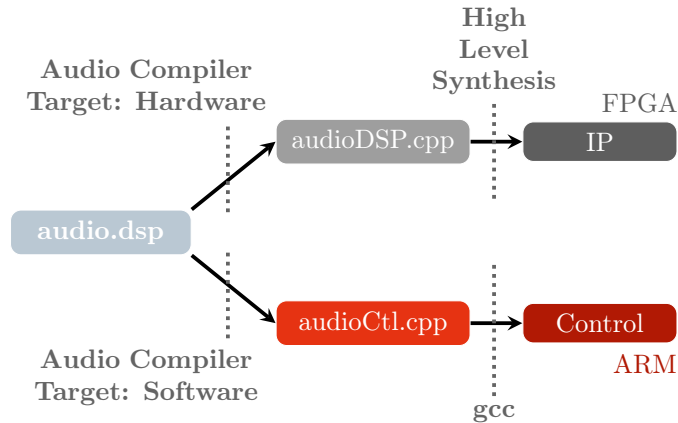 High
Level
Synthesis
Audio Compiler
Target: Hardware
FPGA
audioDSP.cpp
IP
audio.dsp
audioCtl.cpp
Control
Audio Compiler
Target: Software
ARM
gcc